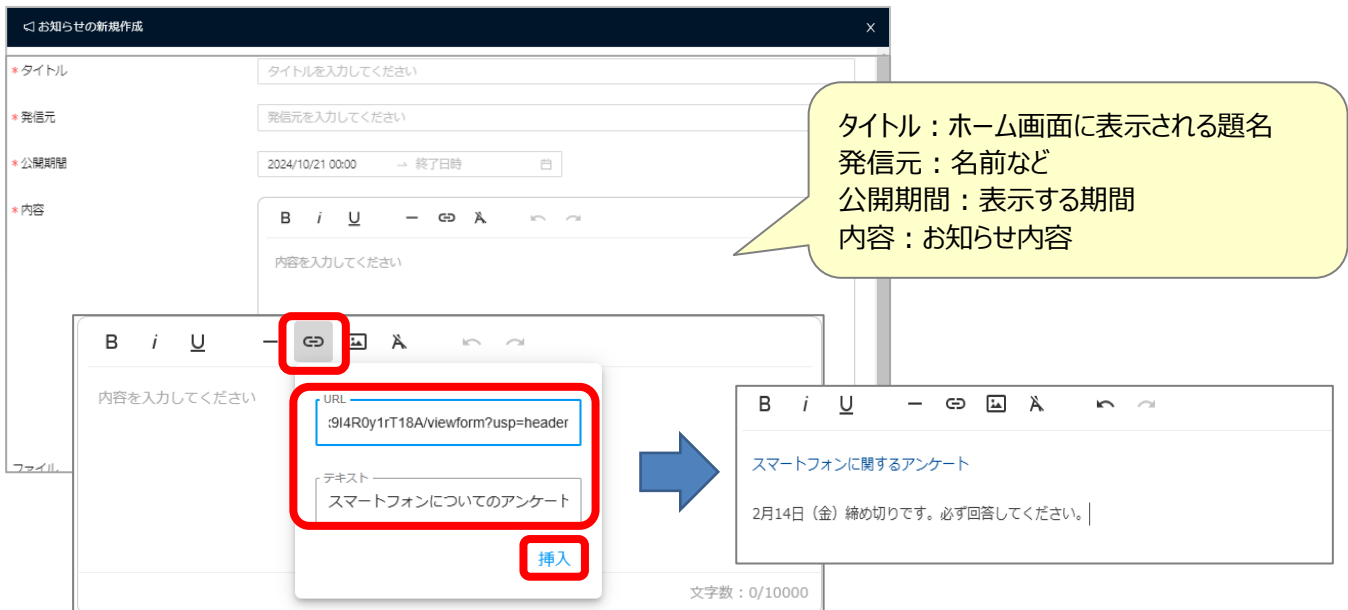 お知らせの新規作成 X
* タイトル タイトルを入力してください
* 発信元 発信元を入力してください
* 公開期間 2024/10/21 00:00 → 終了日時
* 内容
B i U
内容を入力してください
タイトル：ホーム画面に表示される題名
発信元：名前など
公開期間：表示する期間
内容：お知らせ内容
ファイル
B i U
内容を入力してください
URL
:9I4R0y1rT18A/viewform?usp=header
テキスト
スマートフォンについてのアンケート
挿入
文字数：0/10000
B i U
スマートフォンに関するアンケート
2月14日（金）締め切りです。必ず回答してください。